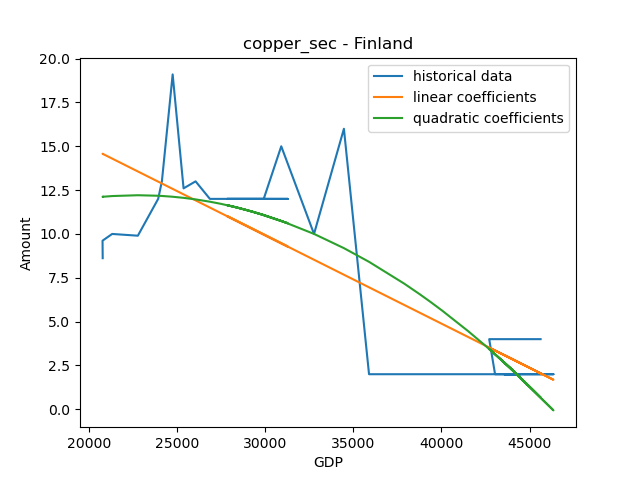 copper_sec - Finland
historical data
linear coefficients
quadratic coefficients
Amount
20.0
17.5
15.0
12.5
10.0
7.5
5.0
2.5
0.0
20000 25000 30000 35000 40000 45000
GDP